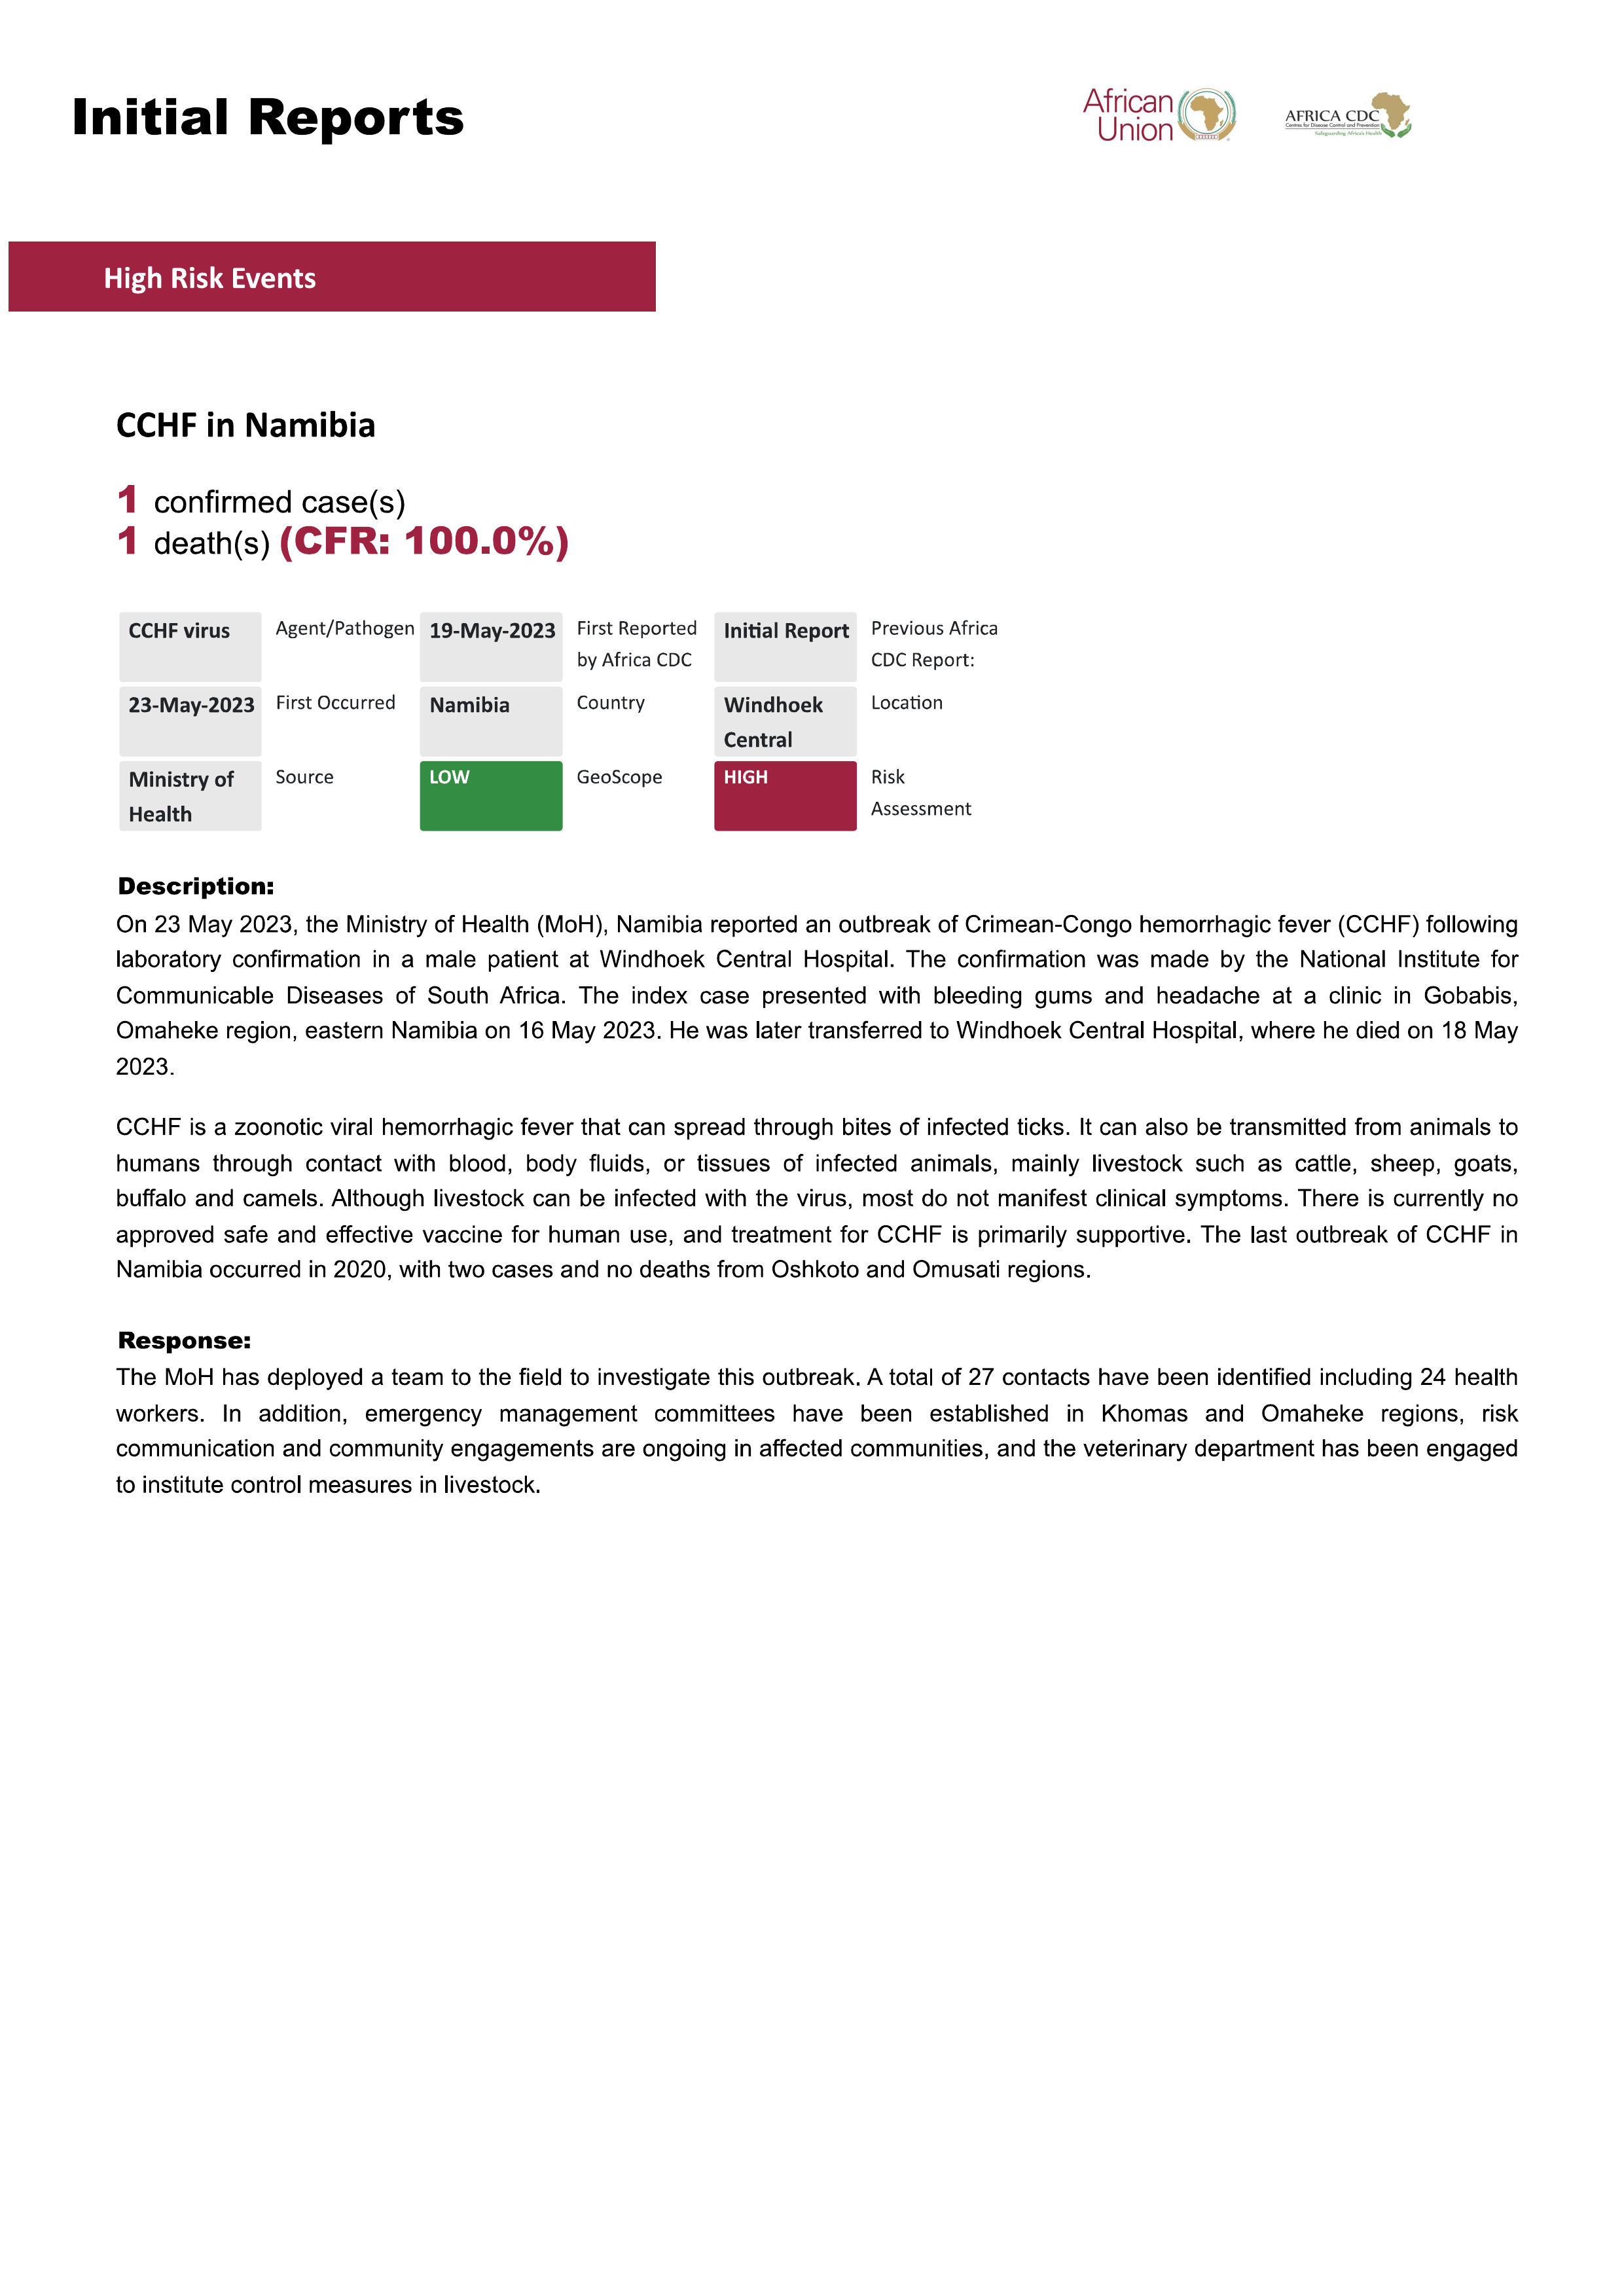 Initial Reports
African
Union
AFRICA CDC
Centres for Disease Control and Prevention
Safeguarding Africa's Health
High Risk Events
CCHF in Namibia
1 confirmed case(s)
1 death(s) (CFR: 100.0%)
CCHF virus Agent/Pathogen 19-May-2023 First Reported by Africa CDC Initial Report Previous Africa CDC Report:
23-May-2023 First Occurred Namibia Country Windhoek Central Location
Ministry of Health Source LOW GeoScope HIGH Risk Assessment
Description:
On 23 May 2023, the Ministry of Health (MoH), Namibia reported an outbreak of Crimean-Congo hemorrhagic fever (CCHF) following
laboratory confirmation in a male patient at Windhoek Central Hospital. The confirmation was made by the National Institute for
Communicable Diseases of South Africa. The index case presented with bleeding gums and headache at a clinic in Gobabis,
Omaheke region, eastern Namibia on 16 May 2023. He was later transferred to Windhoek Central Hospital, where he died on 18 May
2023.
CCHF is a zoonotic viral hemorrhagic fever that can spread through bites of infected ticks. It can also be transmitted from animals to
humans through contact with blood, body fluids, or tissues of infected animals, mainly livestock such as cattle, sheep, goats,
buffalo and camels. Although livestock can be infected with the virus, most do not manifest clinical symptoms. There is currently no
approved safe and effective vaccine for human use, and treatment for CCHF is primarily supportive. The last outbreak of CCHF in
Namibia occurred in 2020, with two cases and no deaths from Oshkoto and Omusati regions.
Response:
The MoH has deployed a team to the field to investigate this outbreak. A total of 27 contacts have been identified including 24 health
workers. In addition, emergency management committees have been established in Khomas and Omaheke regions, risk
communication and community engagements are ongoing in affected communities, and the veterinary department has been engaged
to institute control measures in livestock.